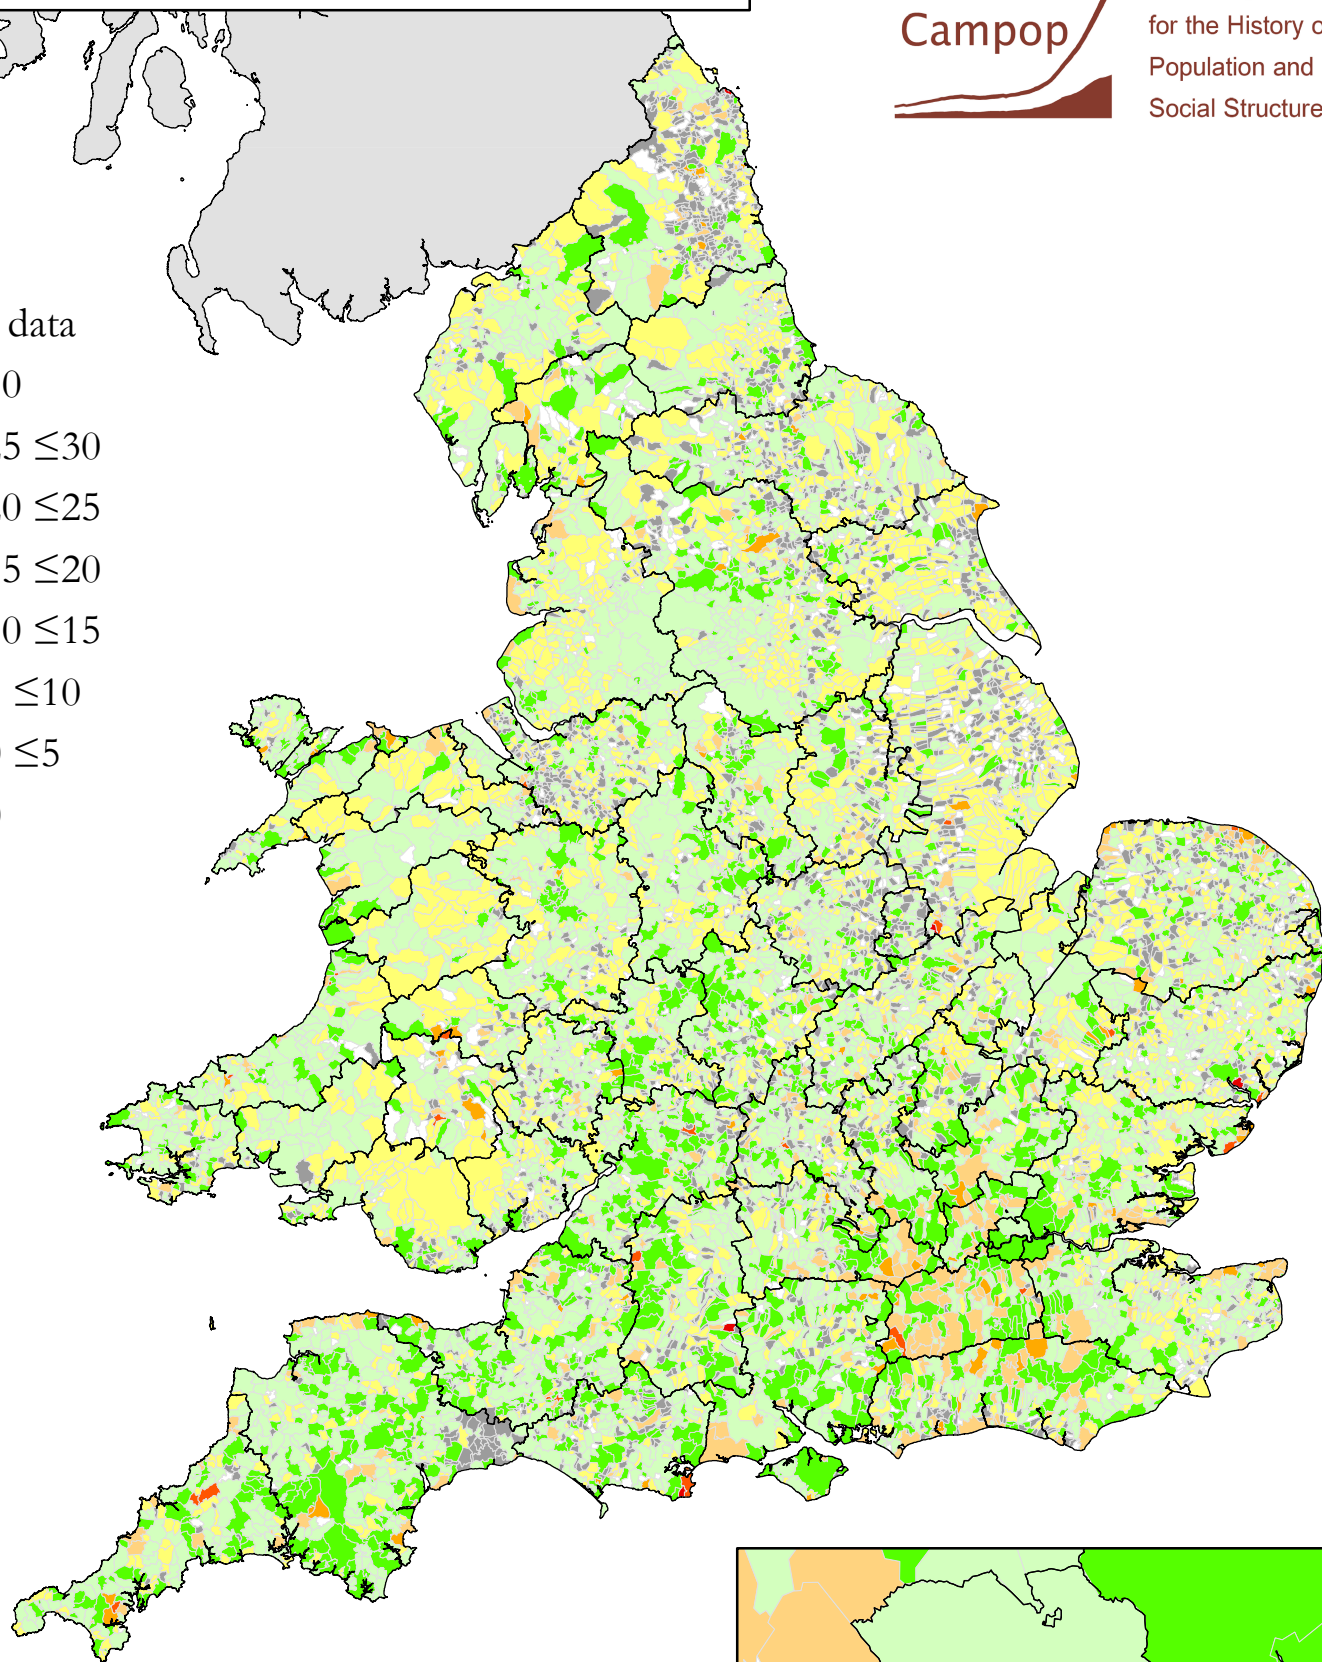 Campop
for the History o
Population and
Social Structure
data
0
5 ≤30
0 ≤25
5 ≤20
0 ≤15
≤10
≤5